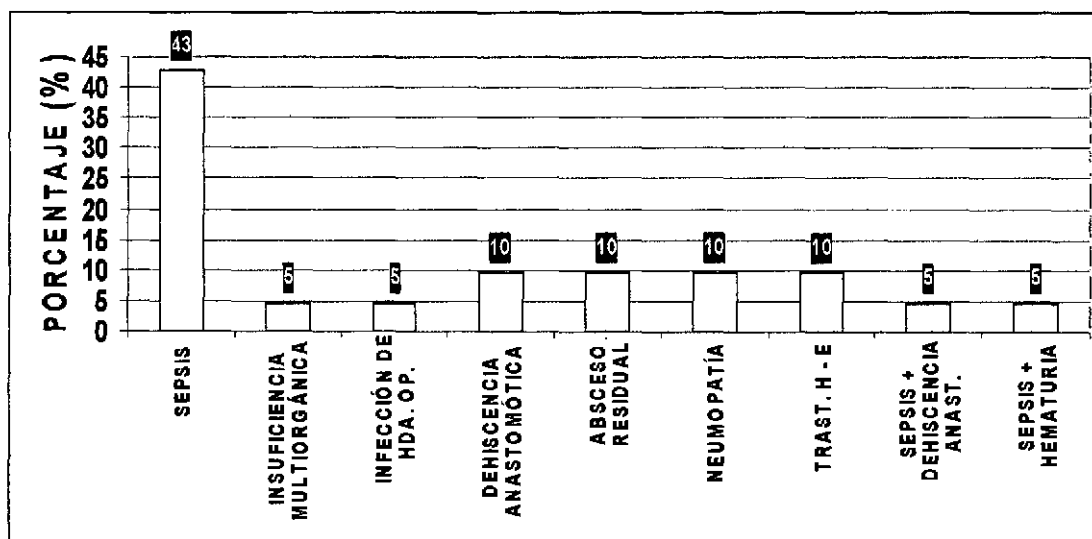 PORCENTAJE (%)
45
40
35
30
25
20
15
10
5
0
43
5
5
10
10
10
10
5
5
SEPSIS
INSUFICIENCIA
MULTIORGÁNICA
INFECCIÓN DE
HDA. OP.
DEHISCENCIA
ANASTOMÓTICA
ABSCESO
RESIDUAL
NEUMOPATÍA
TRAST. H - E
SEPSIS +
DEHISCENCIA
ANAST.
SEPSIS +
HEMATURIA